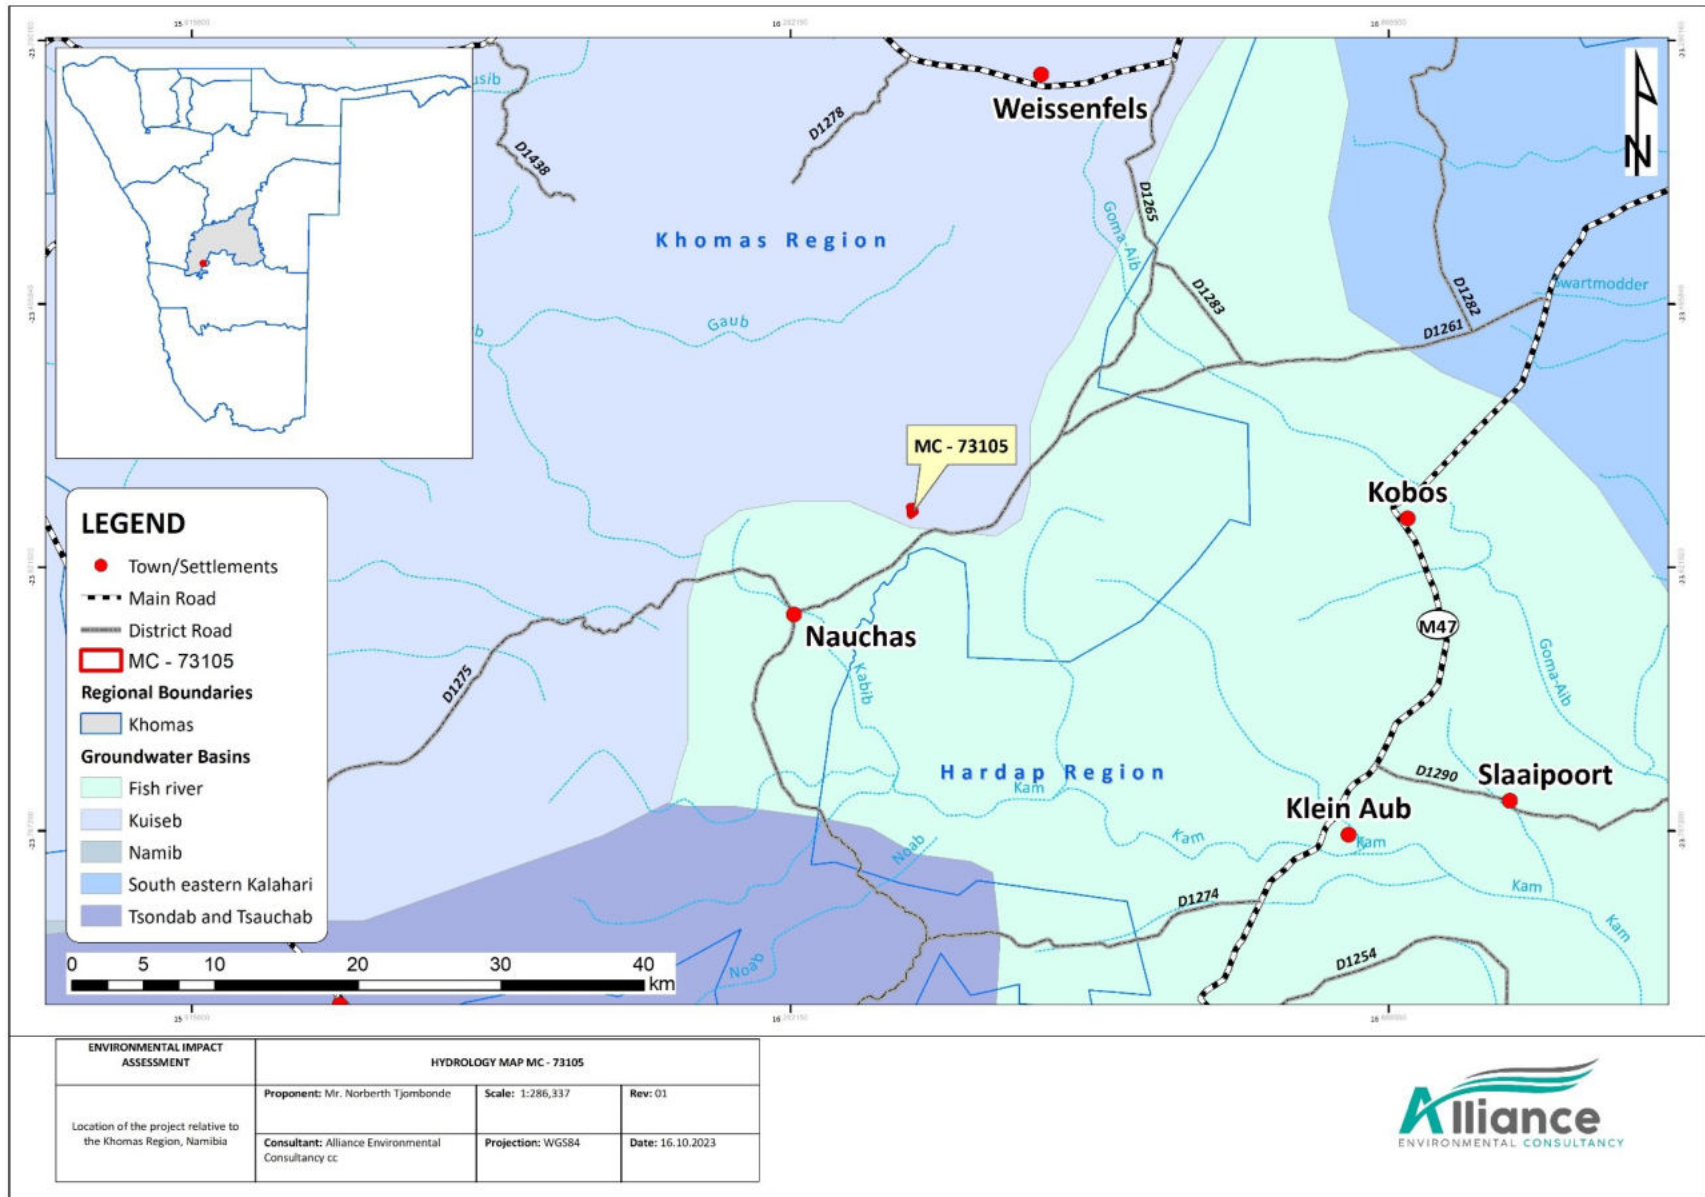 Weissenfels
D1278
D1438
D1265
Goma-Aib
Khomas Region
Gaub
D1283
D1282
D1261
N
MC - 73105
Kobos
M47
Nauchas
Kabib
D1275
Goma-Aib
Hardap Region
Kam
D1290
Slaaipoort
Klein Aub
Kam
Kam
Noab
Kam
D1274
Kam
Noab
D1254
LEGEND
Town/Settlements
Main Road
District Road
MC - 73105
Regional Boundaries
Khomas
Groundwater Basins
Fish river
Kuiseb
Namib
South eastern Kalahari
Tsondab and Tsauchab
0 5 10 20 30 40 km
ENVIRONMENTAL IMPACT
ASSESSMENT
HYDROLOGY MAP MC - 73105
Location of the project relative to
the Khomas Region, Namibia
Proponent: Mr. Norberth Tjombonde
Scale: 1:286,337
Rev: 01
Consultant: Alliance Environmental
Consultancy cc
Projection: WGS84
Date: 16.10.2023
Alliance
ENVIRONMENTAL CONSULTANCY